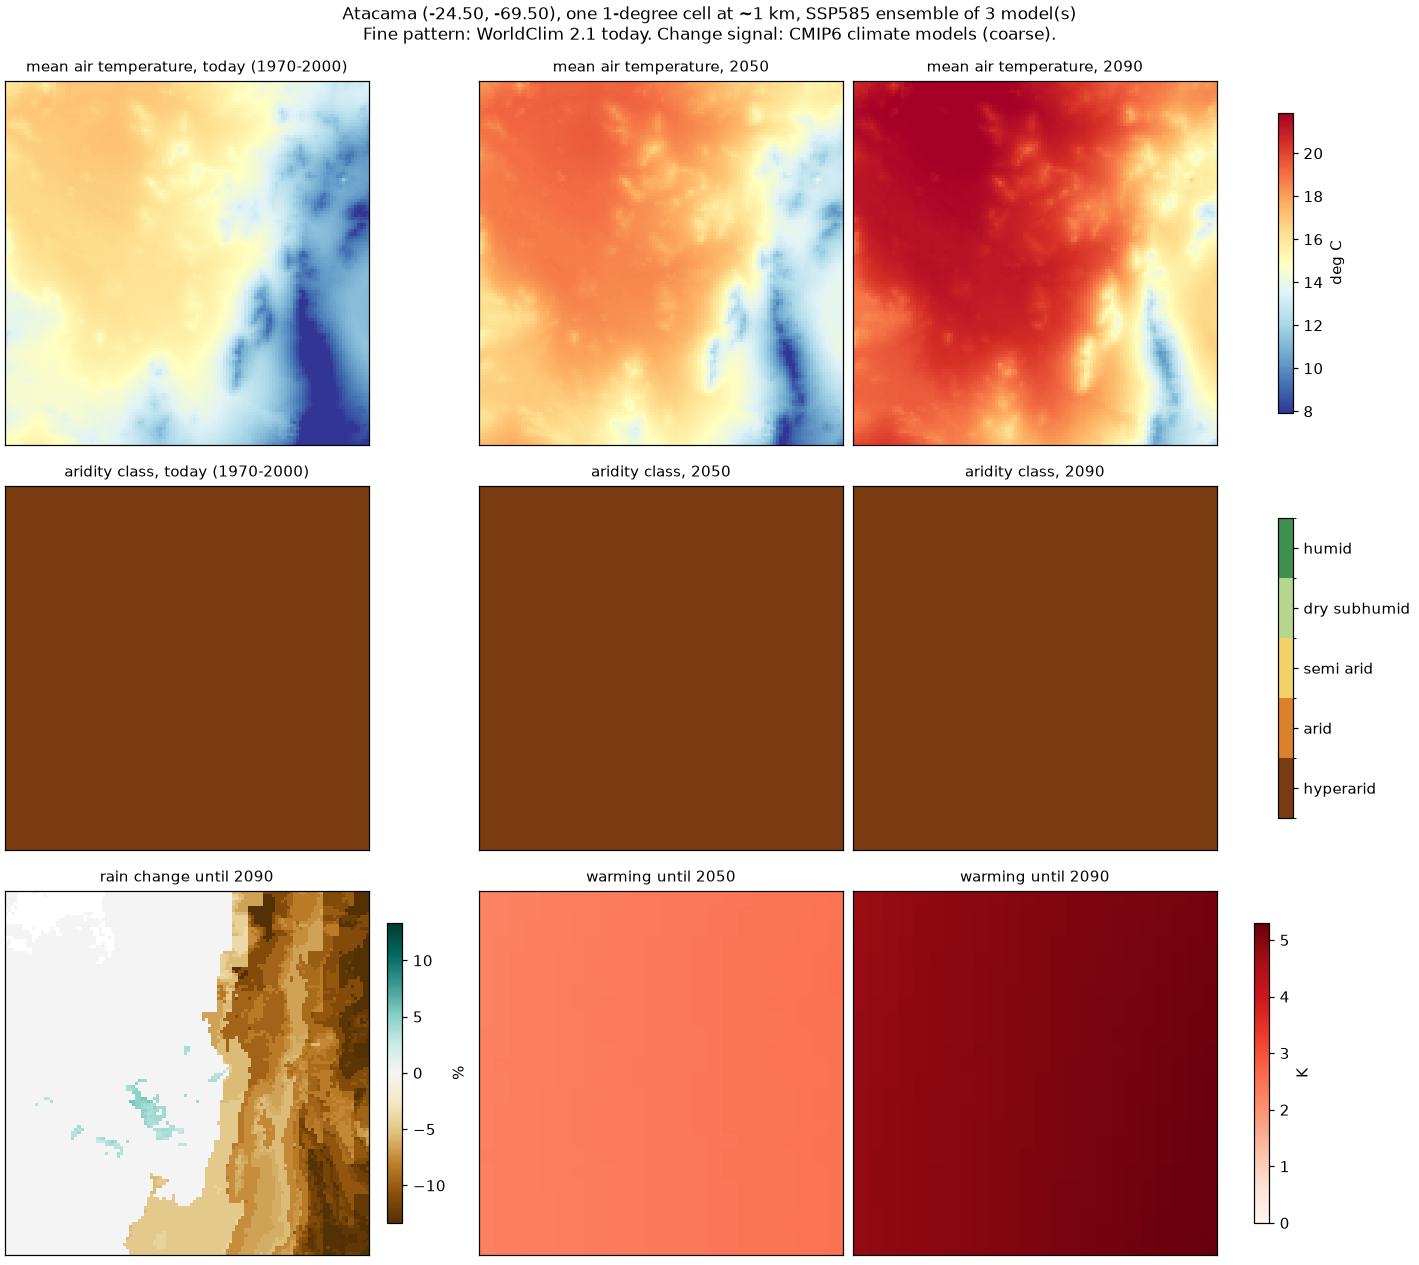 Atacama (-24.50, -69.50), one 1-degree cell at ~1 km, SSP585 ensemble of 3 model(s)
Fine pattern: WorldClim 2.1 today. Change signal: CMIP6 climate models (coarse).
mean air temperature, today (1970-2000)
mean air temperature, 2050
mean air temperature, 2090
20
18
16
14
12
10
8
deg C
aridity class, today (1970-2000)
aridity class, 2050
aridity class, 2090
humid
dry subhumid
semi arid
arid
hyperarid
rain change until 2090
10
5
0
−5
−10
%
warming until 2050
warming until 2090
5
4
3
2
1
0
K